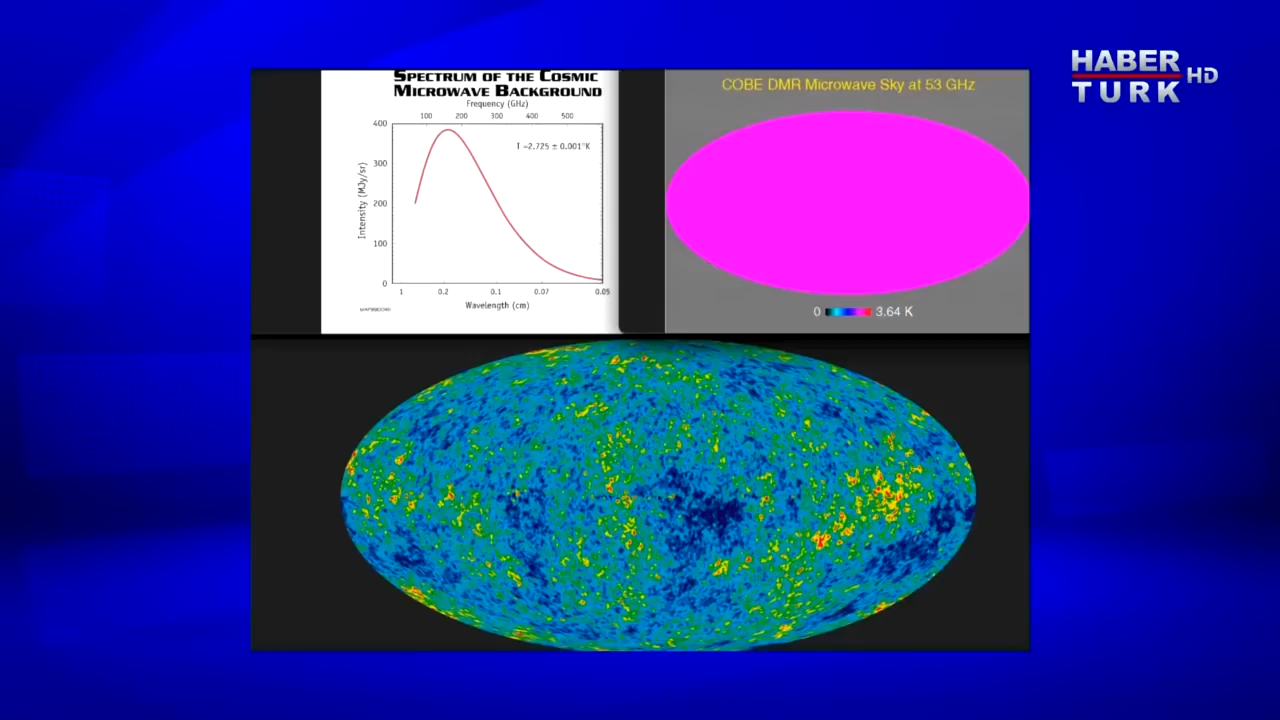 SPECTRUM OF THE COSMIC
MICROWAVE BACKGROUND
Frequency (GHz)
100 200 300 400 500
400
300
200
100
0
Intensity (MJy/sr)
T =2.725 ± 0.001°K
1 0.2 0.1 0.07 0.05
Wavelength (cm)
COBE DMR Microwave Sky at 53 GHz
0 3.64 K
HABER
TURK
HD